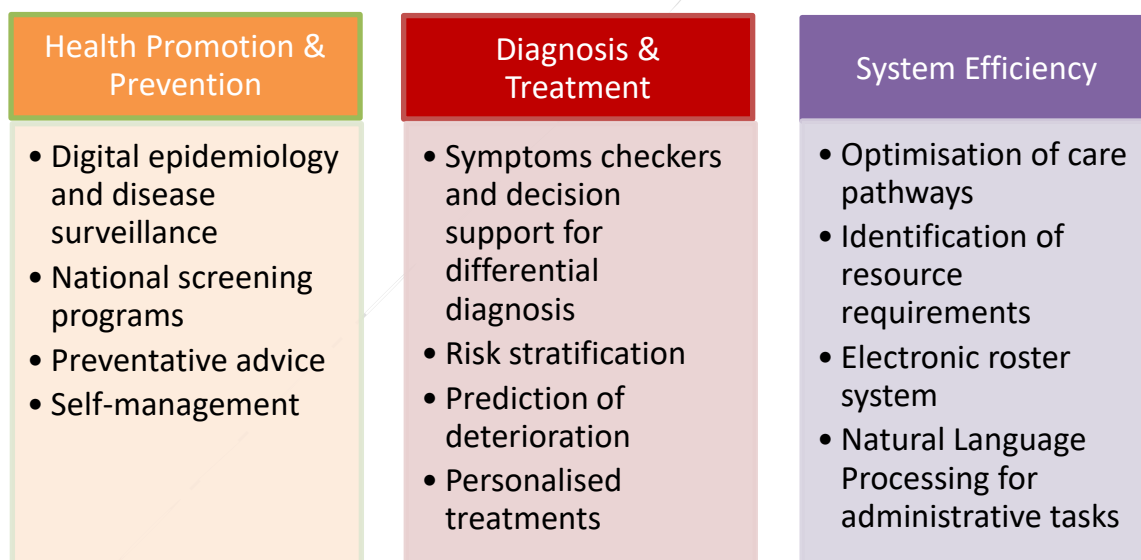 Health Promotion &
Prevention
• Digital epidemiology
and disease
surveillance
• National screening
programs
• Preventative advice
• Self-management
Diagnosis &
Treatment
• Symptoms checkers
and decision
support for
differential
diagnosis
• Risk stratification
• Prediction of
deterioration
• Personalised
treatments
System Efficiency
• Optimisation of care
pathways
• Identification of
resource
requirements
• Electronic roster
system
• Natural Language
Processing for
administrative tasks